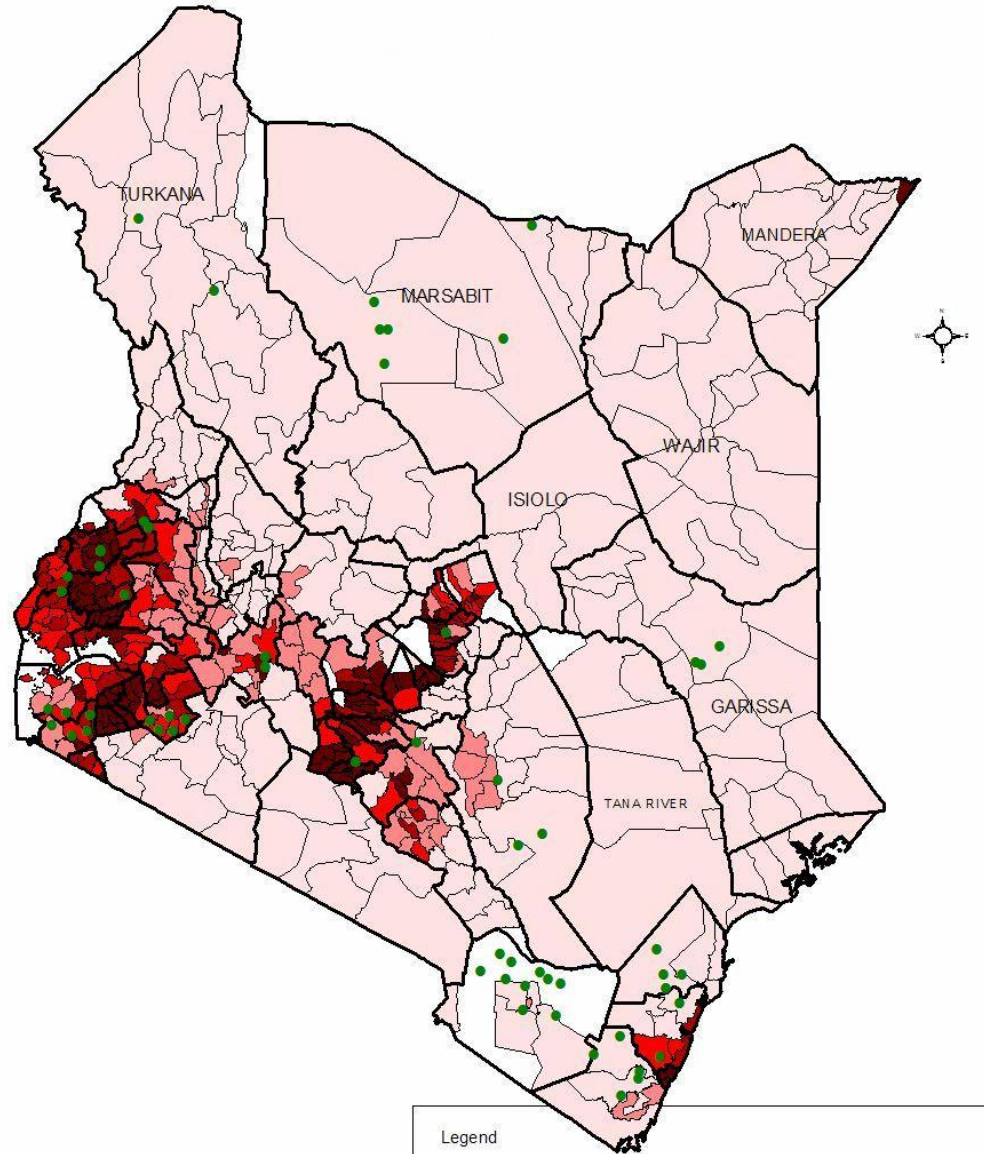 TURKANA
MANDERA
MARSABIT
WAJIR
ISIOLO
GARISSA
TANA RIVER
N
W
E
S
Legend